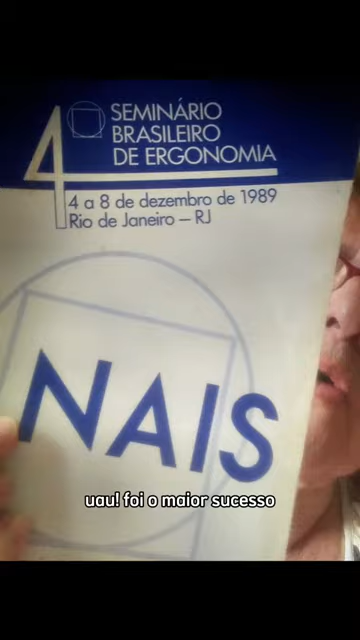 4º SEMINÁRIO
BRASILEIRO
DE ERGONOMIA
4 a 8 de dezembro de 1989
Rio de Janeiro – RJ
NAIS
uau! foi o maior sucesso